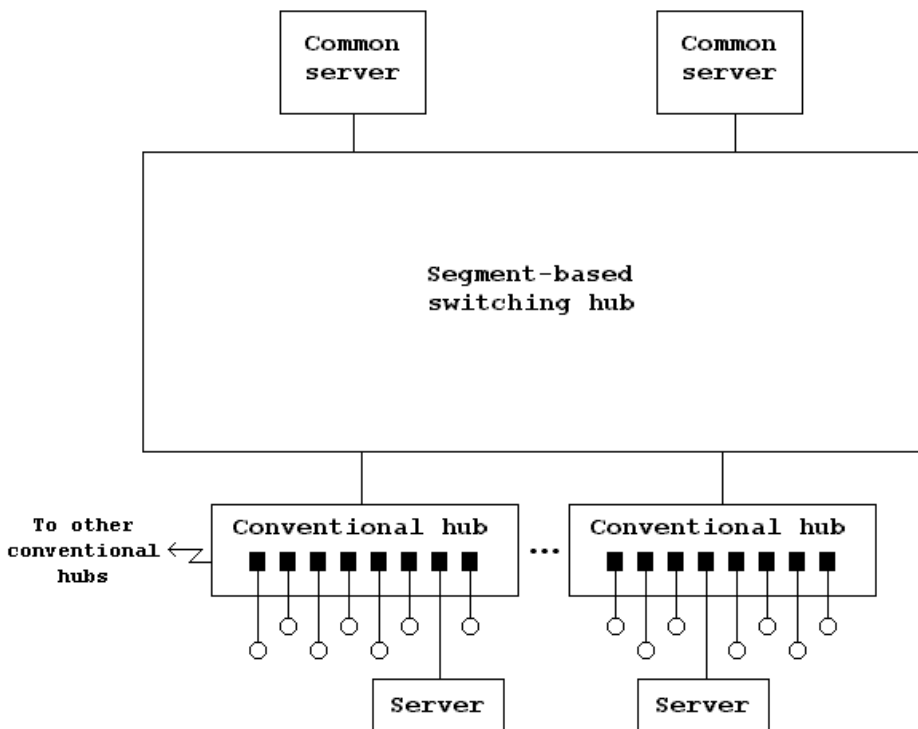 Common
server
Common
server
Segment-based
switching hub
To other
conventional
hubs
Conventional hub
...
Conventional hub
Server
Server